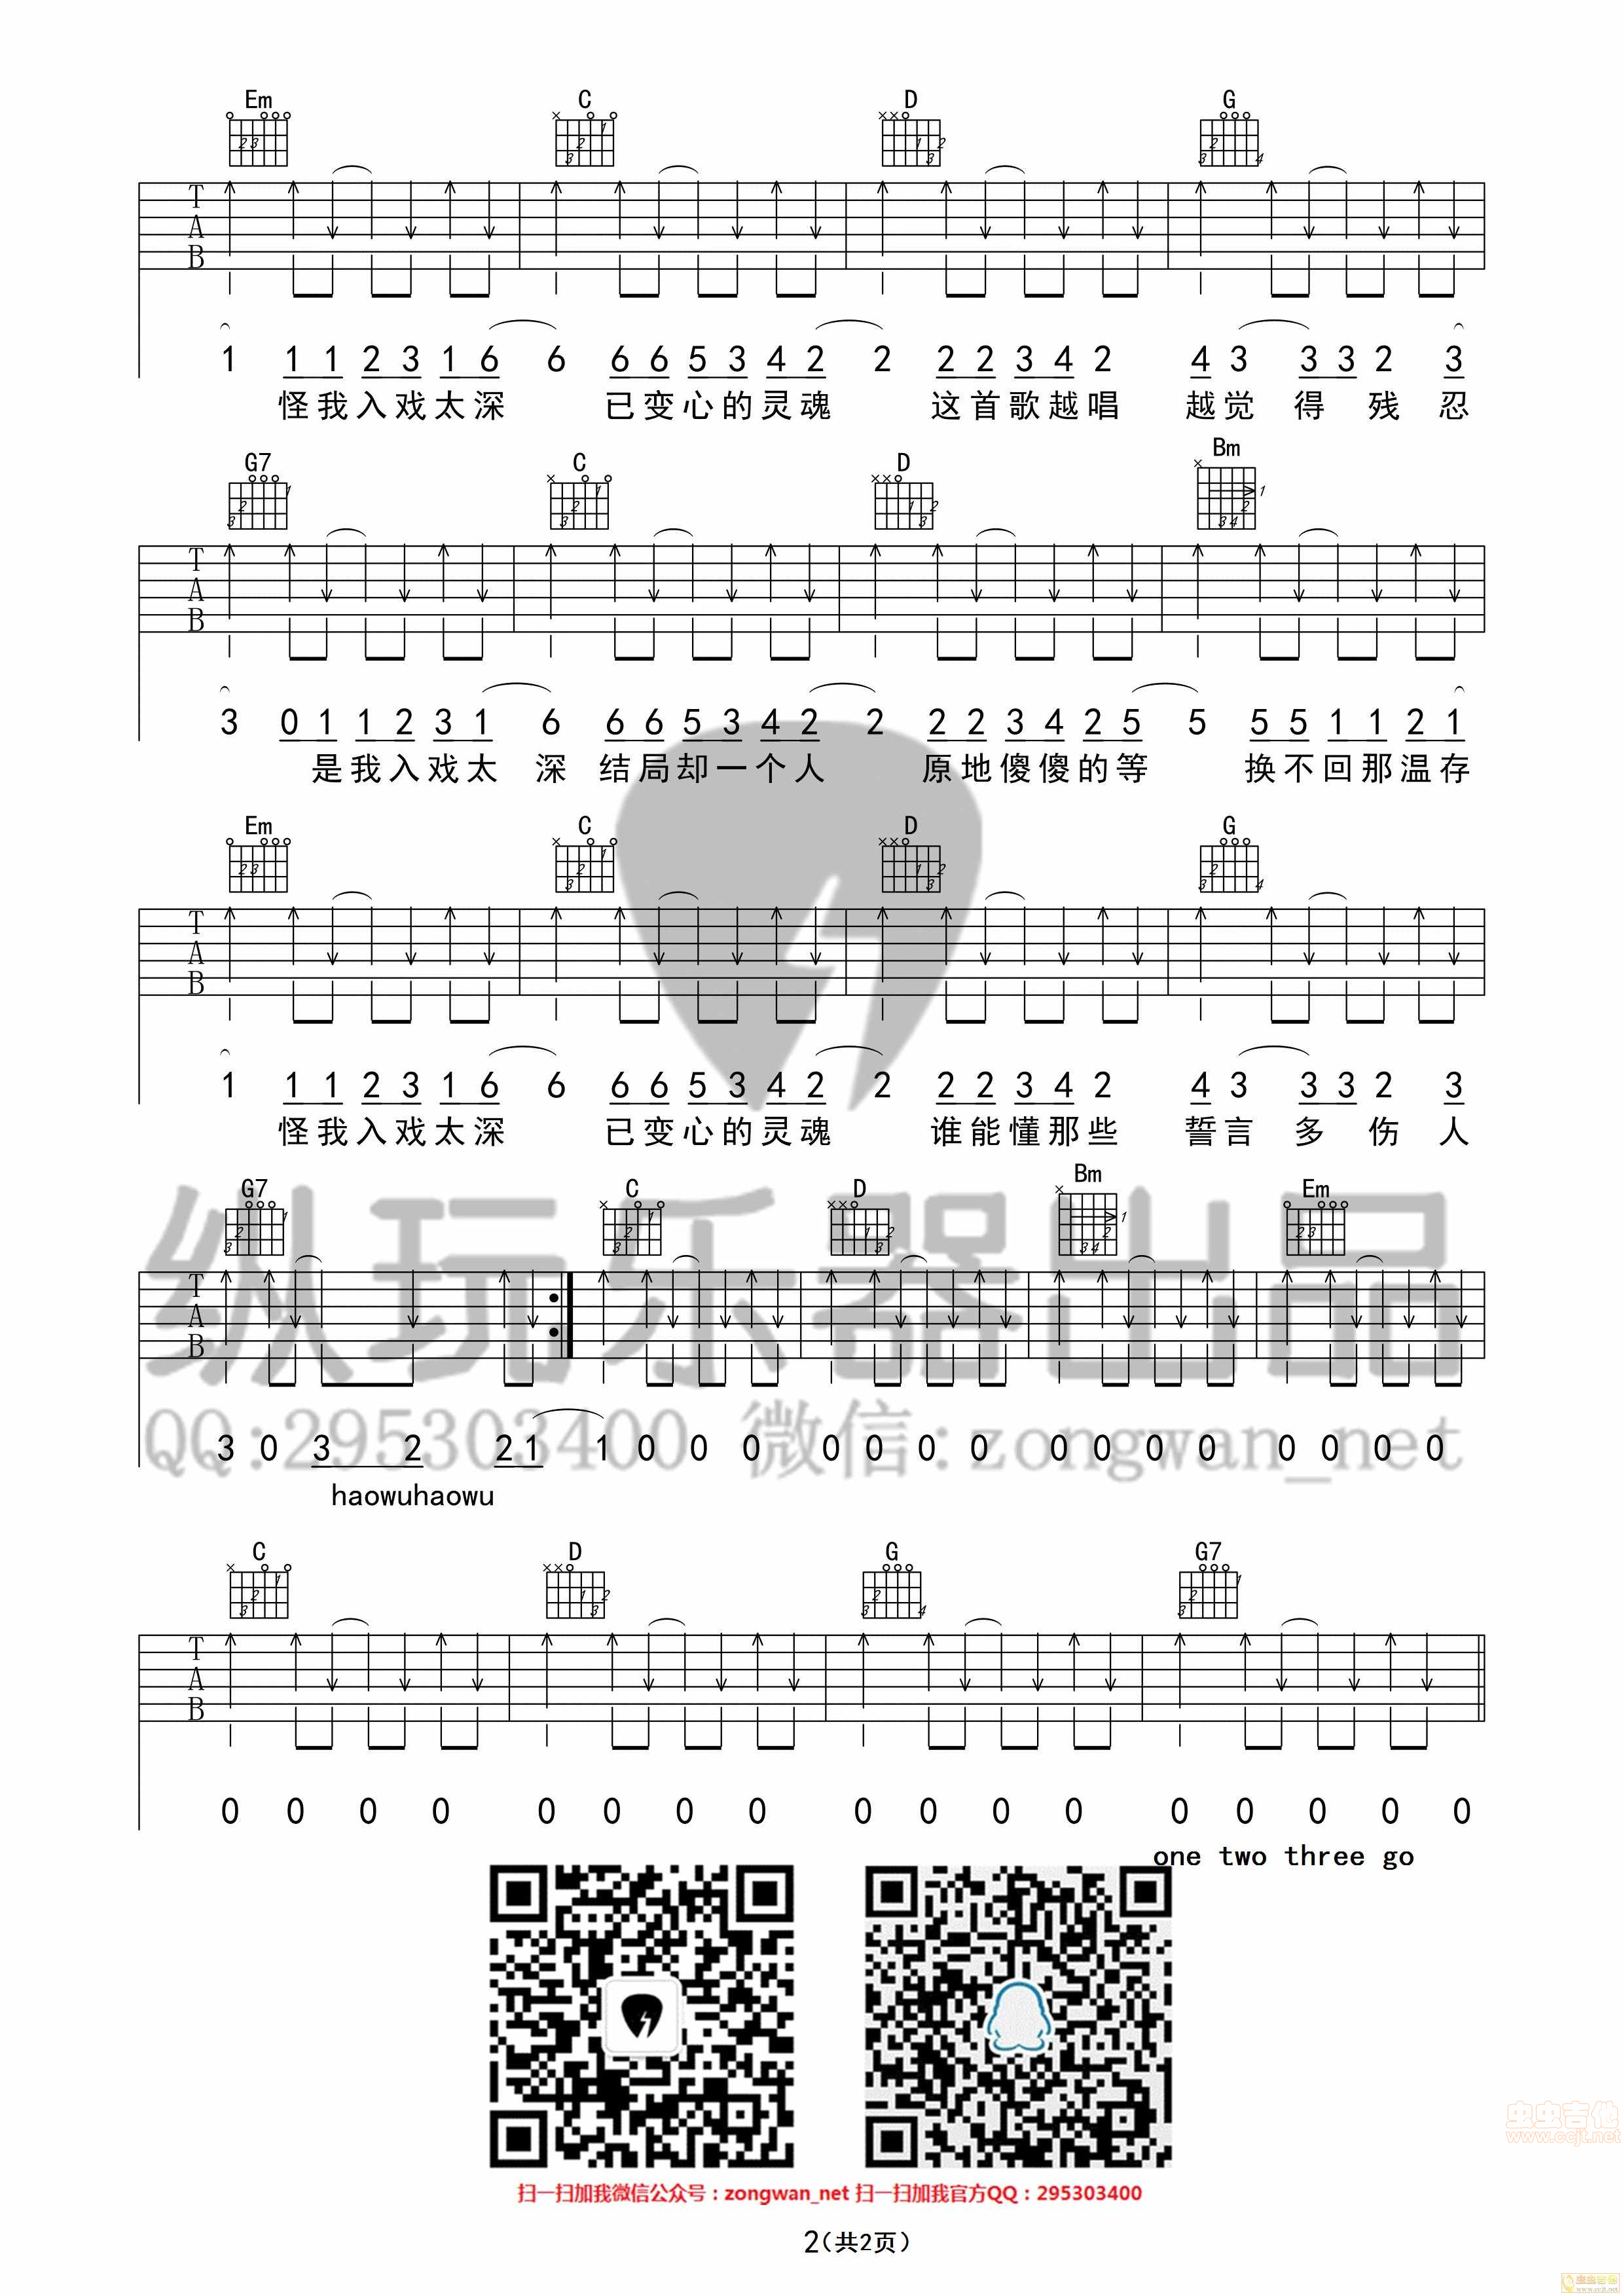 Em C D G
T
A
B
1 1 1 2 3 1 6 6 6 6 5 3 4 2 2 2 2 3 4 2 4 3 3 3 2 3
怪我入戏太深 已变心的灵魂 这首歌越唱 越觉 得 残 忍
G7 C D Bm
T
A
B
3 0 1 1 2 3 1 6 6 6 5 3 4 2 2 2 2 3 4 2 5 5 5 5 1 1 2 1
是我入戏太 深 结局却一个人 原地傻傻的等 换不回那温存
Em C D G
T
A
B
1 1 1 2 3 1 6 6 6 6 5 3 4 2 2 2 2 3 4 2 4 3 3 3 2 3
怪我入戏太深 已变心的灵魂 谁能懂那些 誓言 多 伤 人
G7 C D Bm Em
T
A
B
纵玩乐器出品
QQ:295303400 微信:zongwan_net
3 0 3 2 2 1 1 0 0 0 0 0 0 0 0 0 0 0 0 0 0 0
haowuhaowu
C D G G7
T
A
B
0 0 0 0 0 0 0 0 0 0 0 0 0 0 0 0 0
one two three go
扫一扫加我微信公众号：zongwan_net 扫一扫加我官方QQ：295303400
2(共2页)
虫虫吉他
www.ccjt.net
虫虫吉他
www.ccjt.net